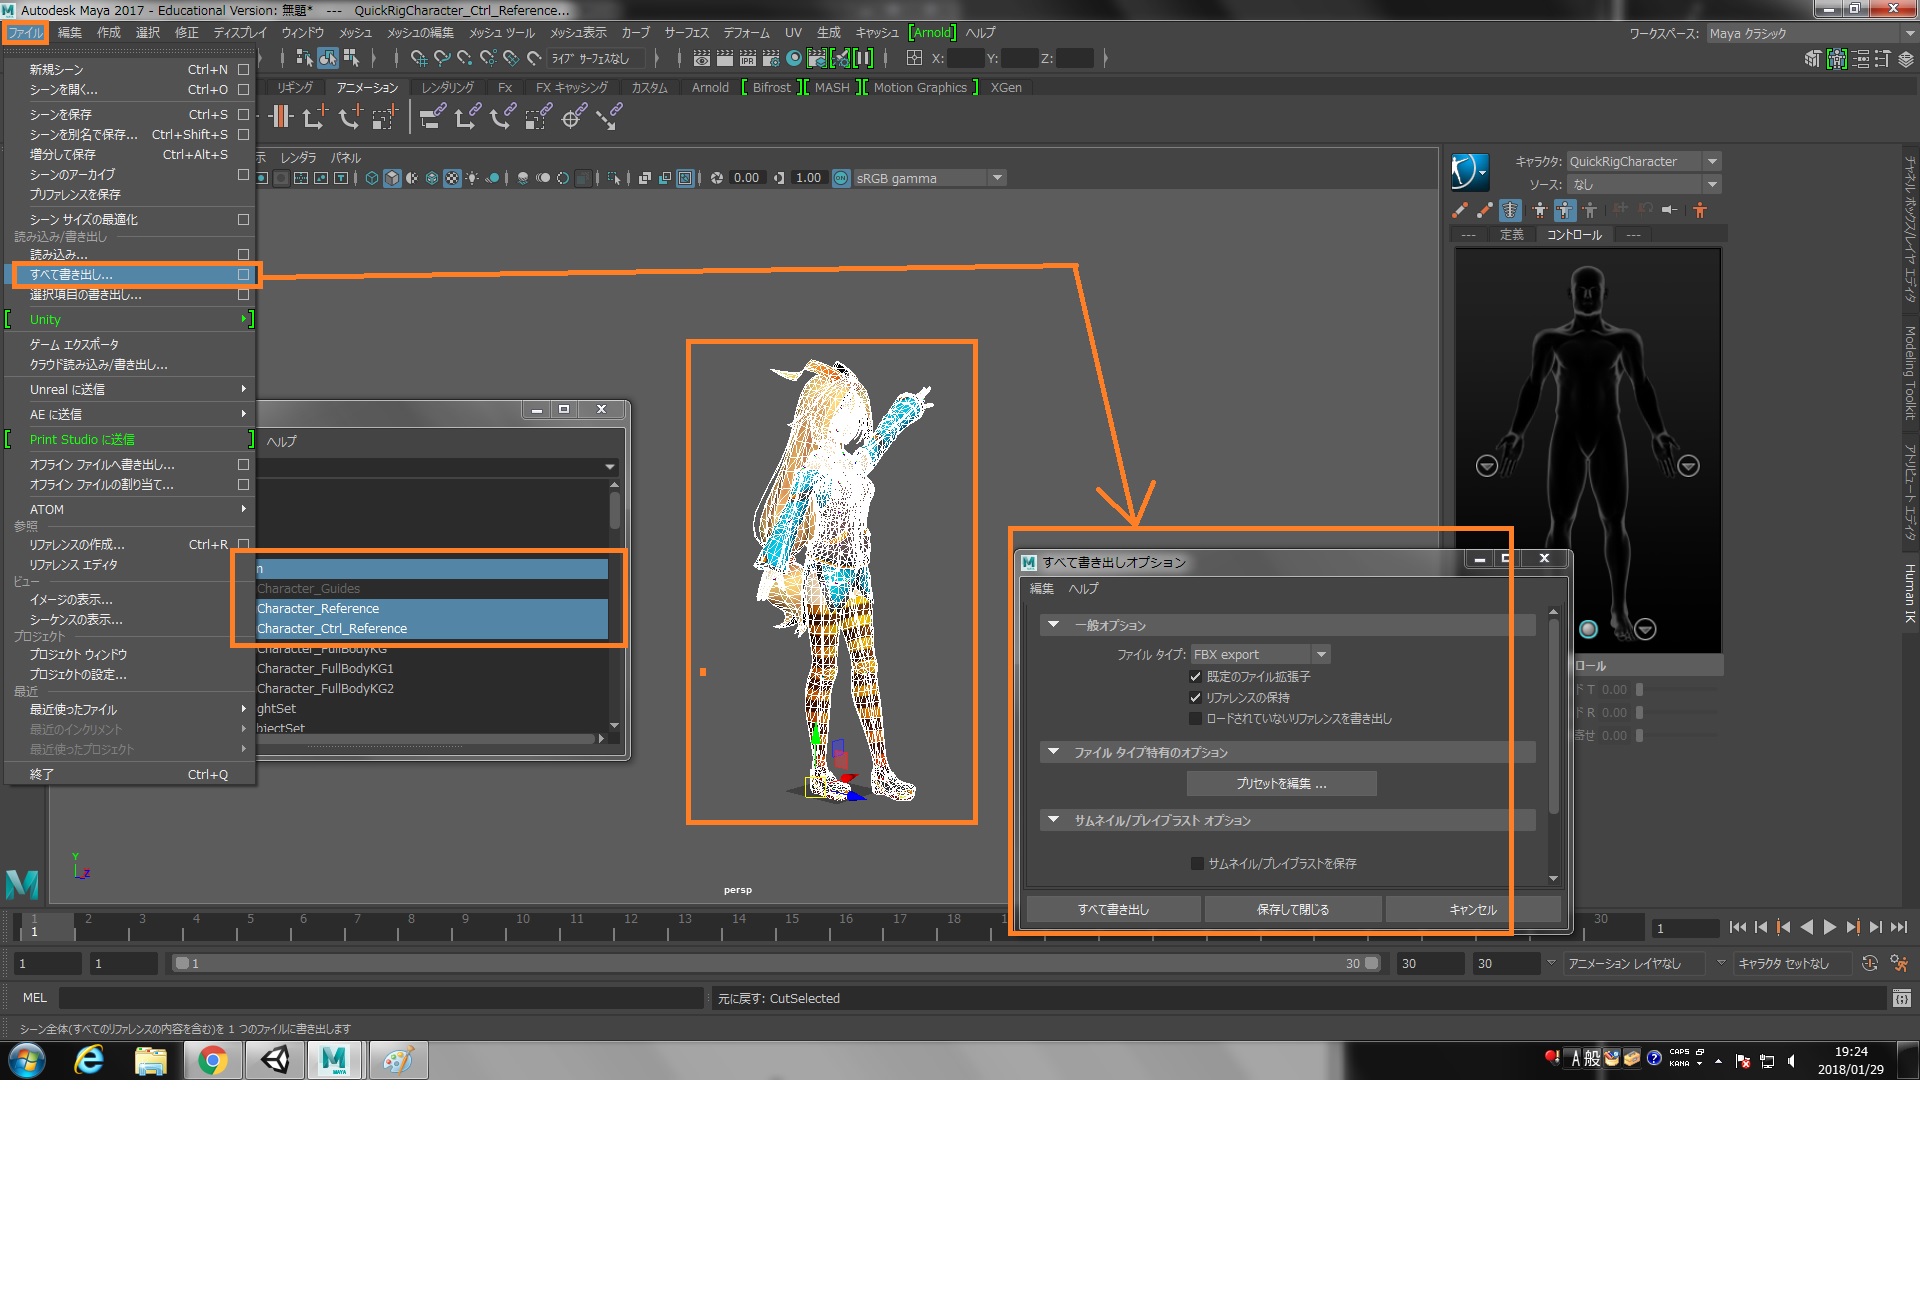 Autodesk Maya 2017 - Educational Version: 無題*   ---   QuickRigCharacter_Ctrl_Reference...
ファイル 編集 作成 選択 修正 ディスプレイ ウィンドウ メッシュ メッシュの編集 メッシュ ツール メッシュ表示 カーブ サーフェス デフォーム UV 生成 キャッシュ [Arnold] ヘルプ
ワークスペース: Maya クラシック
ライブ サーフェスなし
X: Y: Z:
リギング アニメーション レンダリング Fx FX キャッシング カスタム Arnold [ Bifrost ] [ MASH ] [ Motion Graphics ] XGen
新規シーン Ctrl+N
シーンを開く... Ctrl+O
シーンを保存 Ctrl+S
シーンを別名で保存... Ctrl+Shift+S
増分して保存 Ctrl+Alt+S
シーンのアーカイブ
プリファレンスを保存
シーン サイズの最適化
読み込み/書き出し
読み込み...
すべて書き出し...
選択項目の書き出し...
[ Unity ]
ゲーム エクスポータ
クラウド読み込み/書き出し...
Unreal に送信
AE に送信
[ Print Studio に送信 ]
オフライン ファイルへ書き出し...
オフライン ファイルの割り当て...
ATOM
参照
リファレンスの作成... Ctrl+R
リファレンス エディタ
ビュー
イメージの表示...
シーケンスの表示...
プロジェクト
プロジェクト ウィンドウ
プロジェクトの設定...
最近
最近使ったファイル
最近のインクリメント
最近使ったプロジェクト
終了 Ctrl+Q
示 レンダラ パネル
0.00 1.00 ON sRGB gamma
ヘルプ
n
Character_Guides
Character_Reference
Character_Ctrl_Reference
Character_FullBodyKG
Character_FullBodyKG1
Character_FullBodyKG2
ghtSet
bjectSet
persp
Y
Z
キャラクタ: QuickRigCharacter
ソース: なし
--- 定義 コントロール ---
ロール
ド T 0.00
ド R 0.00
寄せ 0.00
チャネル ボックス/レイヤ エディタ
Modeling Toolkit
アトリビュート エディタ
Human IK
すべて書き出しオプション
編集 ヘルプ
一般オプション
ファイル タイプ: FBX export
既定のファイル拡張子
リファレンスの保持
ロードされていないリファレンスを書き出し
ファイル タイプ特有のオプション
プリセットを編集 ...
サムネイル/プレイブラスト オプション
サムネイル/プレイブラストを保存
すべて書き出し 保存して閉じる キャンセル
1 2 3 4 5 6 7 8 9 10 11 12 13 14 15 16 17 18 1 30
1
1
1 1 1 30 30 30 アニメーション レイヤなし キャラクタ セットなし
MEL 元に戻す: CutSelected
シーン全体(すべてのリファレンスの内容を含む)を 1 つのファイルに書き出します
MAYA
A 般 CAPS KANA
19:24
2018/01/29